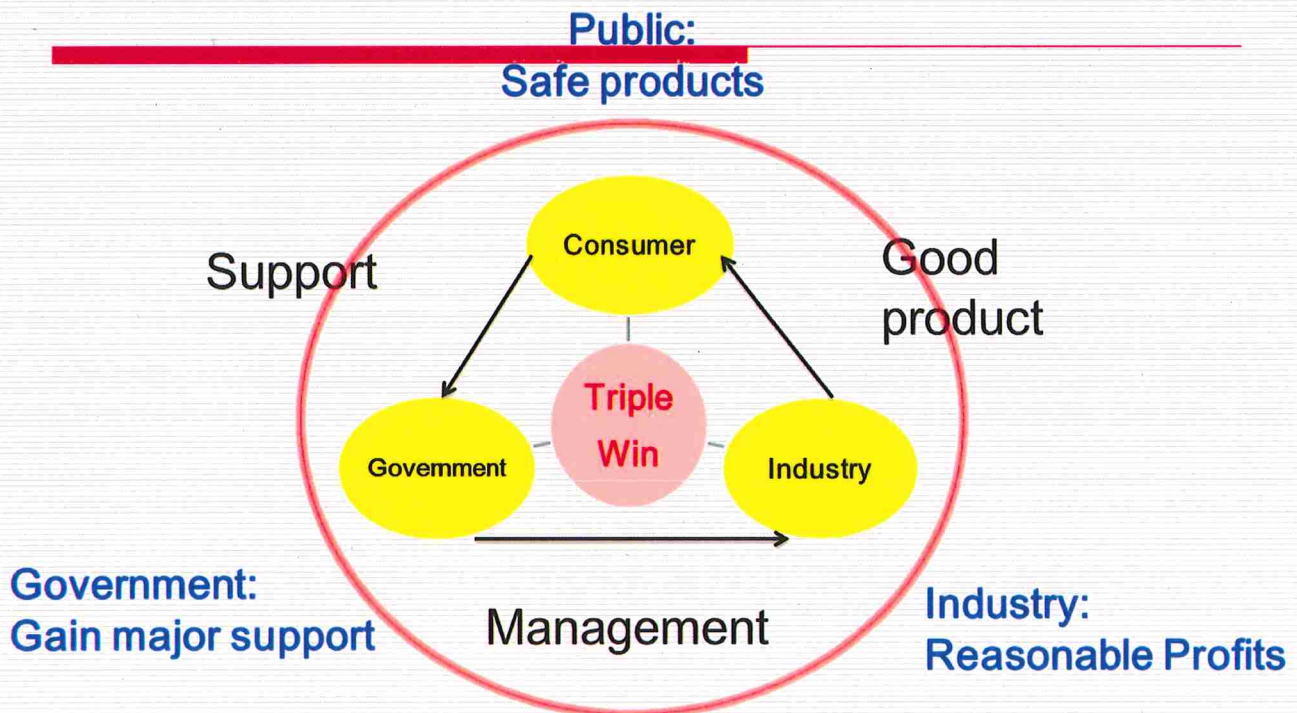 Public:
Safe products
Consumer
Support
Good
product
Triple
Win
Government
Industry
Government:
Gain major support
Management
Industry:
Reasonable Profits